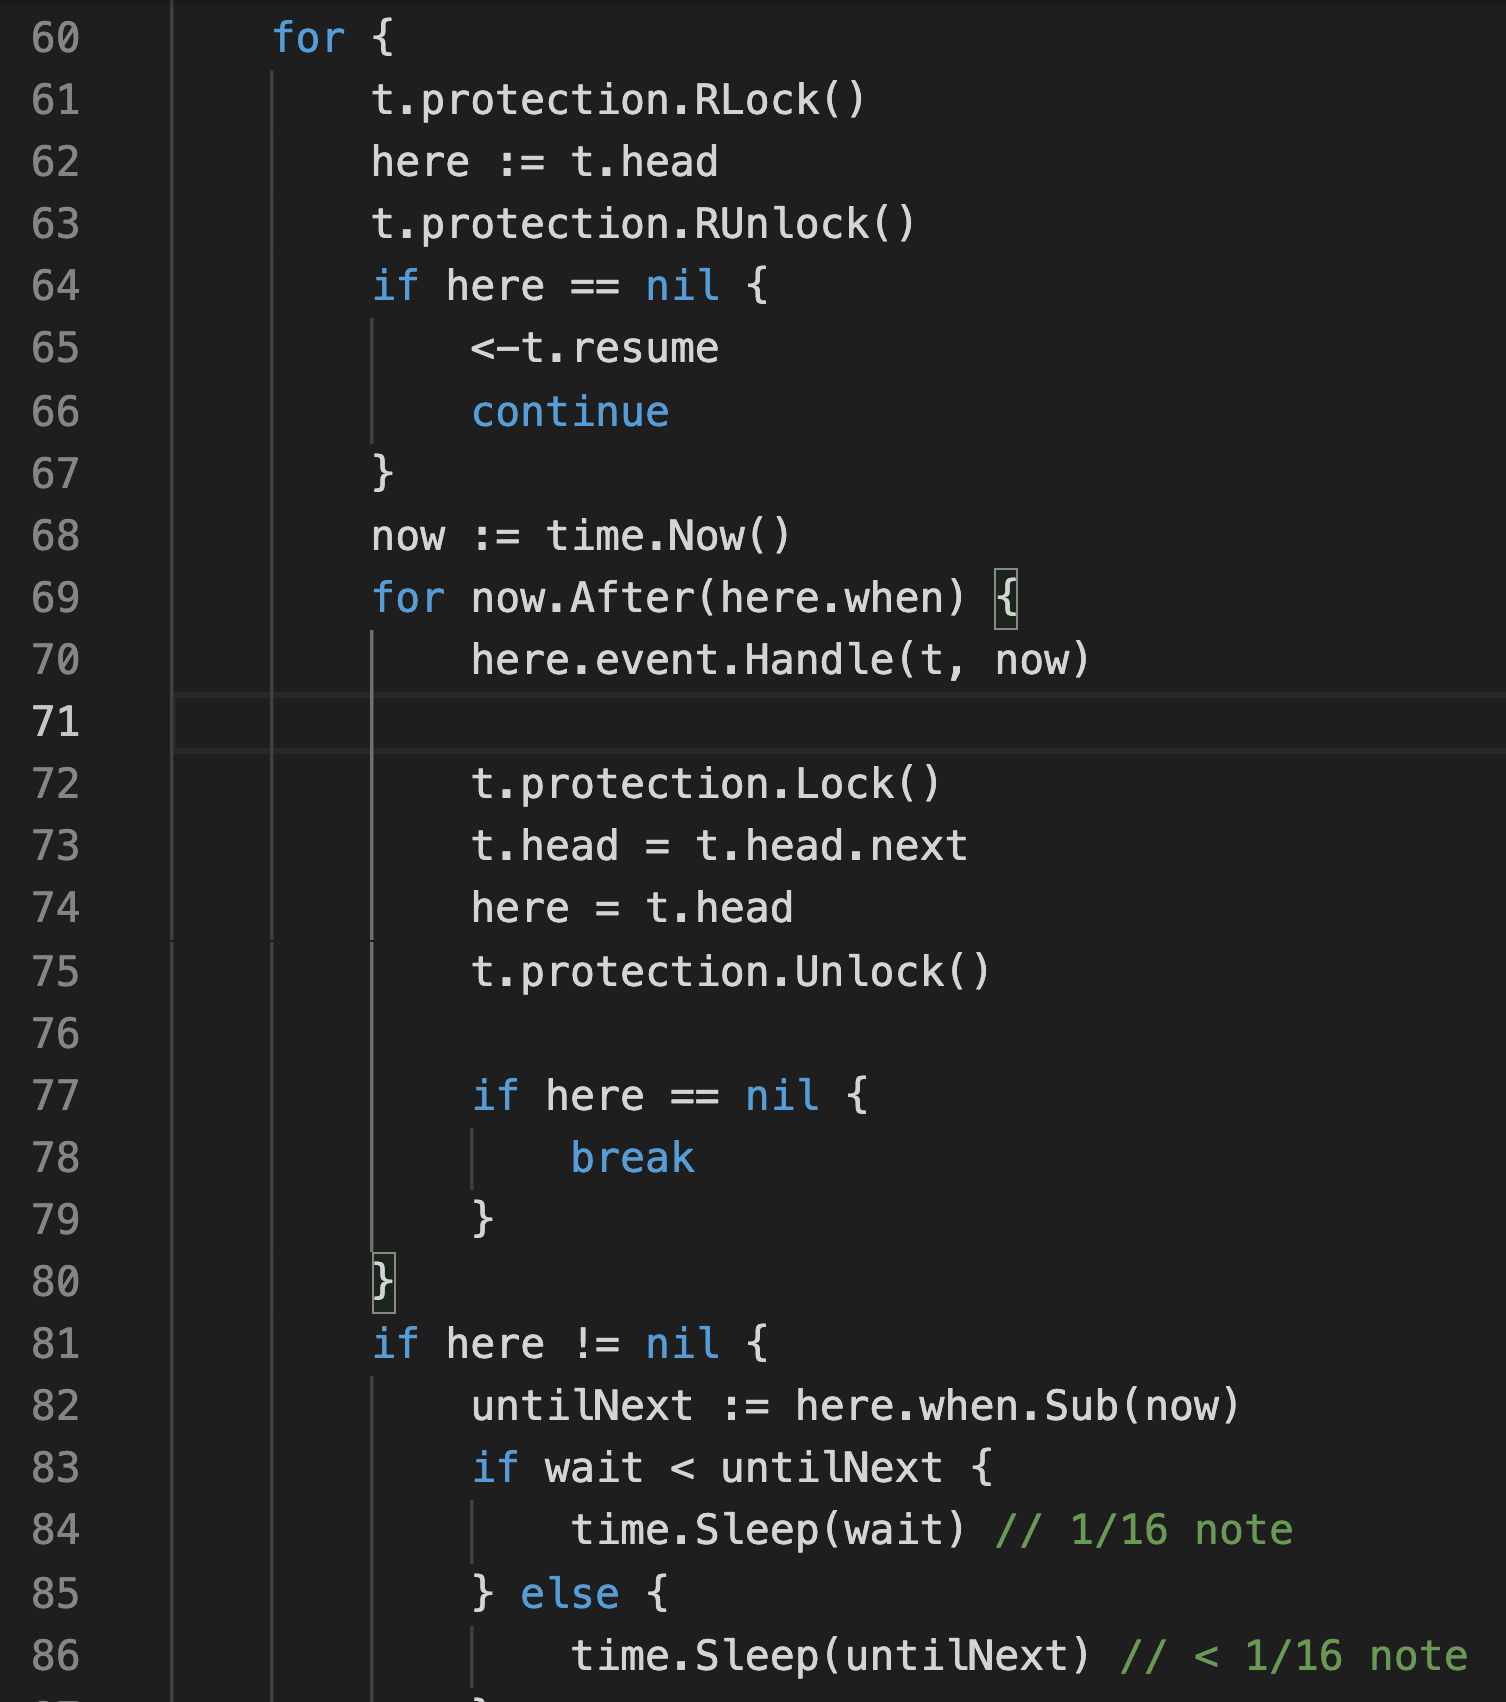 60 for {
61 t.protection.RLock()
62 here := t.head
63 t.protection.RUnlock()
64 if here == nil {
65 <-t.resume
66 continue
67 }
68 now := time.Now()
69 for now.After(here.when) {
70 here.event.Handle(t, now)
71
72 t.protection.Lock()
73 t.head = t.head.next
74 here = t.head
75 t.protection.Unlock()
76
77 if here == nil {
78 break
79 }
80 }
81 if here != nil {
82 untilNext := here.when.Sub(now)
83 if wait < untilNext {
84 time.Sleep(wait) // 1/16 note
85 } else {
86 time.Sleep(untilNext) // < 1/16 note